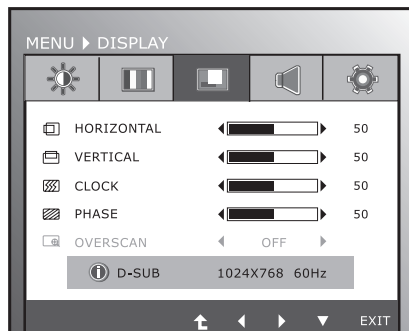 MENU DISPLAY
HORIZONTAL 50
VERTICAL 50
CLOCK 50
PHASE 50
OVERSCAN OFF
D-SUB 1024X768 60Hz
EXIT